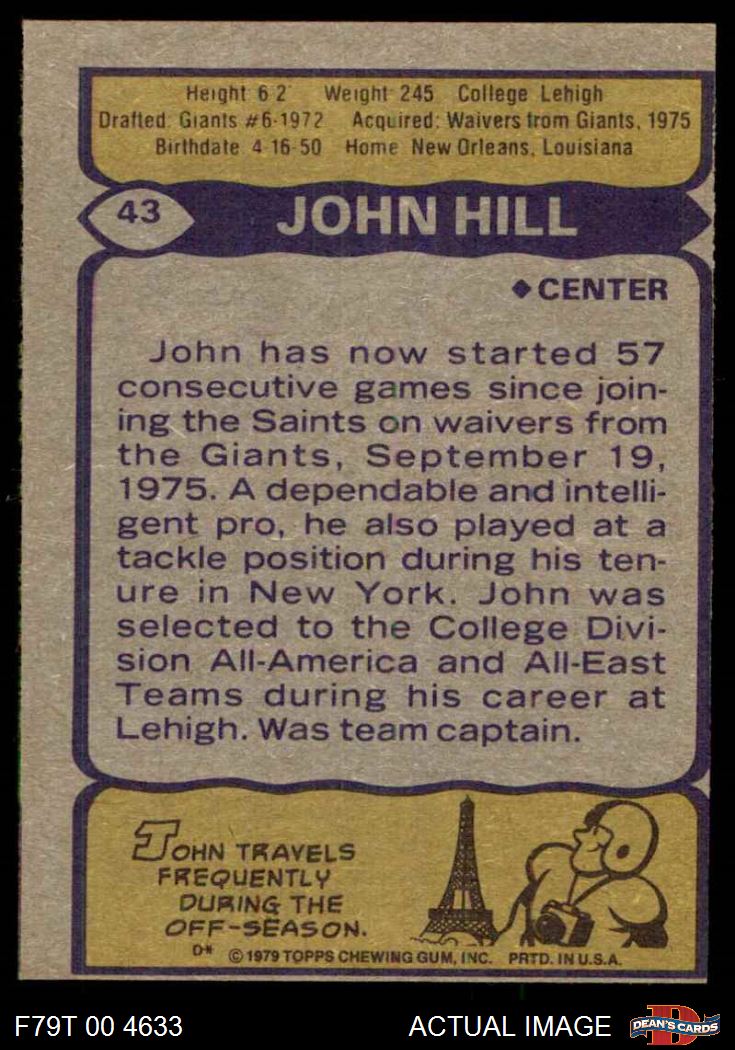 Height 6 2 Weight 245 College Lehigh
Drafted: Giants #6-1972 Acquired: Waivers from Giants, 1975
Birthdate 4-16-50 Home New Orleans, Louisiana
43 JOHN HILL
◆ CENTER
John has now started 57
consecutive games since join-
ing the Saints on waivers from
the Giants, September 19,
1975. A dependable and intelli-
gent pro, he also played at a
tackle position during his ten-
ure in New York. John was
selected to the College Divi-
sion All-America and All-East
Teams during his career at
Lehigh. Was team captain.
JOHN TRAVELS
FREQUENTLY
DURING THE
OFF-SEASON.
D* © 1979 TOPPS CHEWING GUM, INC. PRTD. IN U.S.A.
F79T 00 4633 ACTUAL IMAGE D DEAN'S CARDS